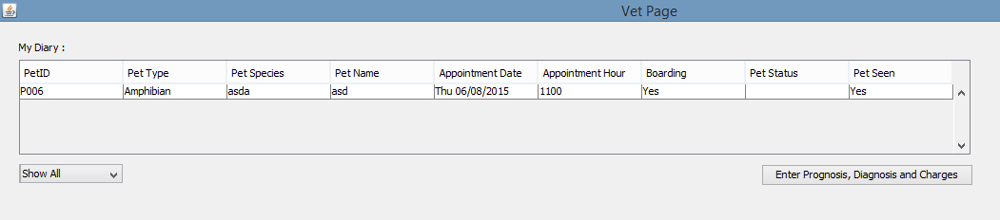 Vet Page
My Diary :
PetID Pet Type Pet Species Pet Name Appointment Date Appointment Hour Boarding Pet Status Pet Seen
P006 Amphibian asda asd Thu 06/08/2015 1100 Yes Yes
Show All Enter Prognosis, Diagnosis and Charges